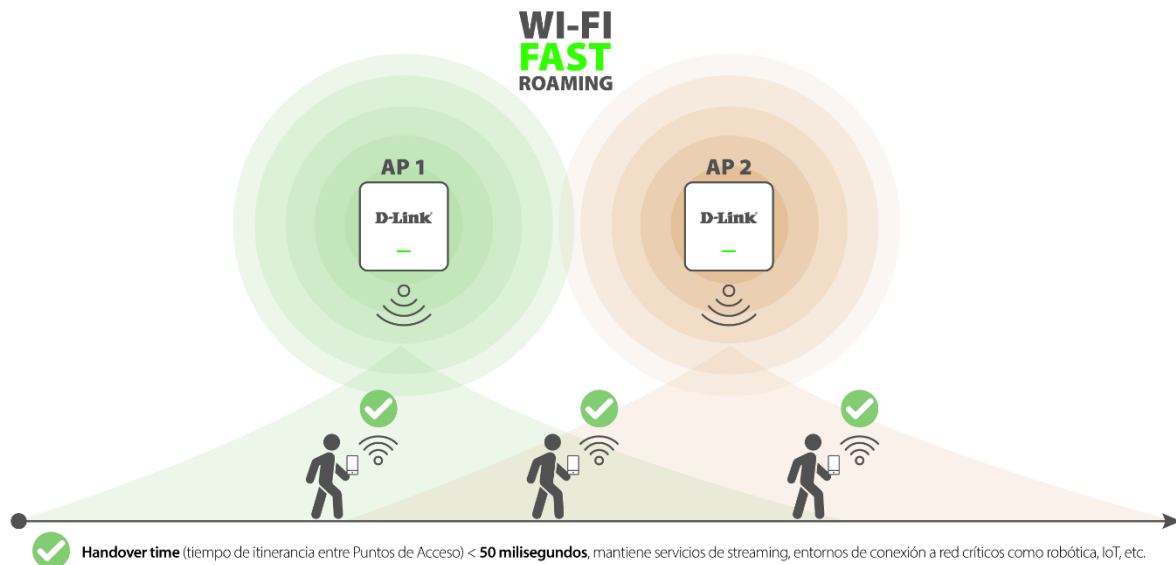 WI-FI
FAST
ROAMING
AP 1
D-Link
AP 2
D-Link
Handover time (tiempo de itinerancia entre Puntos de Acceso) < 50 milisegundos, mantiene servicios de streaming, entornos de conexión a red críticos como robótica, IoT, etc.